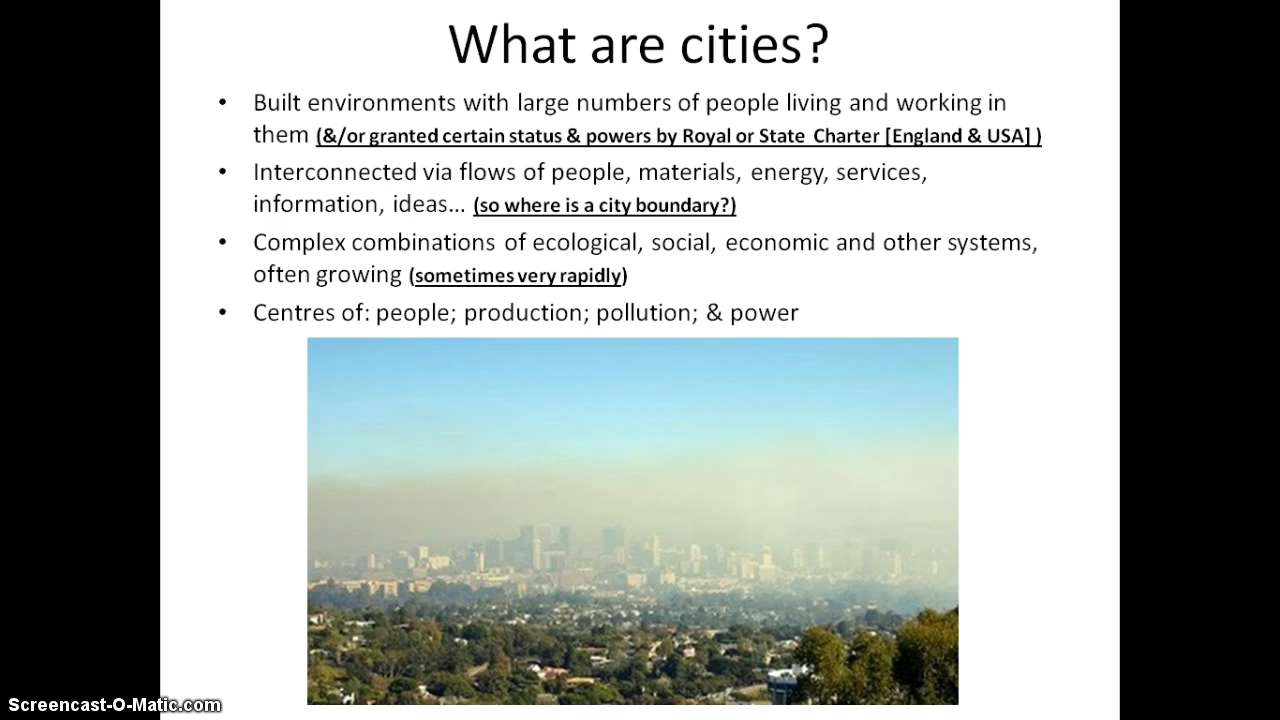 What are cities?
• Built environments with large numbers of people living and working in
them (&/or granted certain status & powers by Royal or State Charter [England & USA] )
• Interconnected via flows of people, materials, energy, services,
information, ideas... (so where is a city boundary?)
• Complex combinations of ecological, social, economic and other systems,
often growing (sometimes very rapidly)
• Centres of: people; production; pollution; & power
Screencast-O-Matic.com